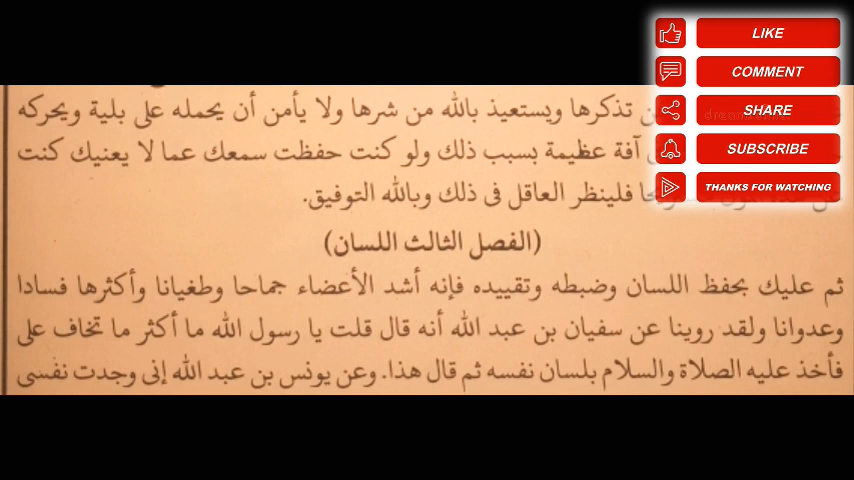 تذكرها ويستعيذ بالله من شرها ولا يأمن أن يحمله على بلية ويحركه
آفة عظيمة بسبب ذلك ولو كنت حفظت سمعك عما لا يعنيك كنت
فلينظر العاقل فى ذلك وبالله التوفيق.
(الفصل الثالث اللسان)
ثم عليك بحفظ اللسان وضبطه وتقييده فإنه أشد الأعضاء جماحا وطغيانا وأكثرها فسادا
وعدوانا ولقد روينا عن سفيان بن عبد الله أنه قال قلت يا رسول الله ما أكثر ما تخاف على
فأخذ عليه الصلاة والسلام بلسان نفسه ثم قال هذا. وعن يونس بن عبد الله إنى وجدت نفسى
LIKE
COMMENT
SHARE
SUBSCRIBE
THANKS FOR WATCHING